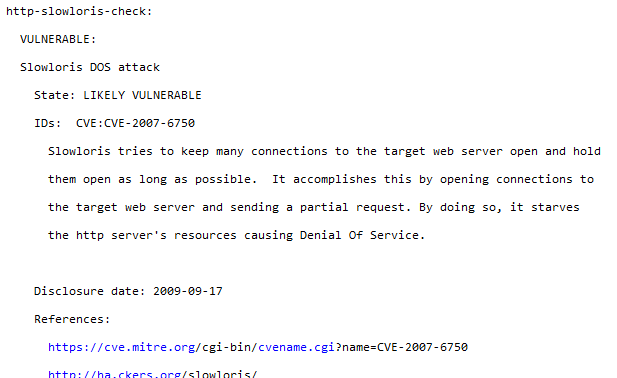 http-slowloris-check:
VULNERABLE:
Slowloris DOS attack
State: LIKELY VULNERABLE
IDs:  CVE:CVE-2007-6750
Slowloris tries to keep many connections to the target web server open and hold
them open as long as possible.  It accomplishes this by opening connections to
the target web server and sending a partial request. By doing so, it starves
the http server's resources causing Denial Of Service.
Disclosure date: 2009-09-17
References:
https://cve.mitre.org/cgi-bin/cvename.cgi?name=CVE-2007-6750
http://ha.ckers.org/slowloris/